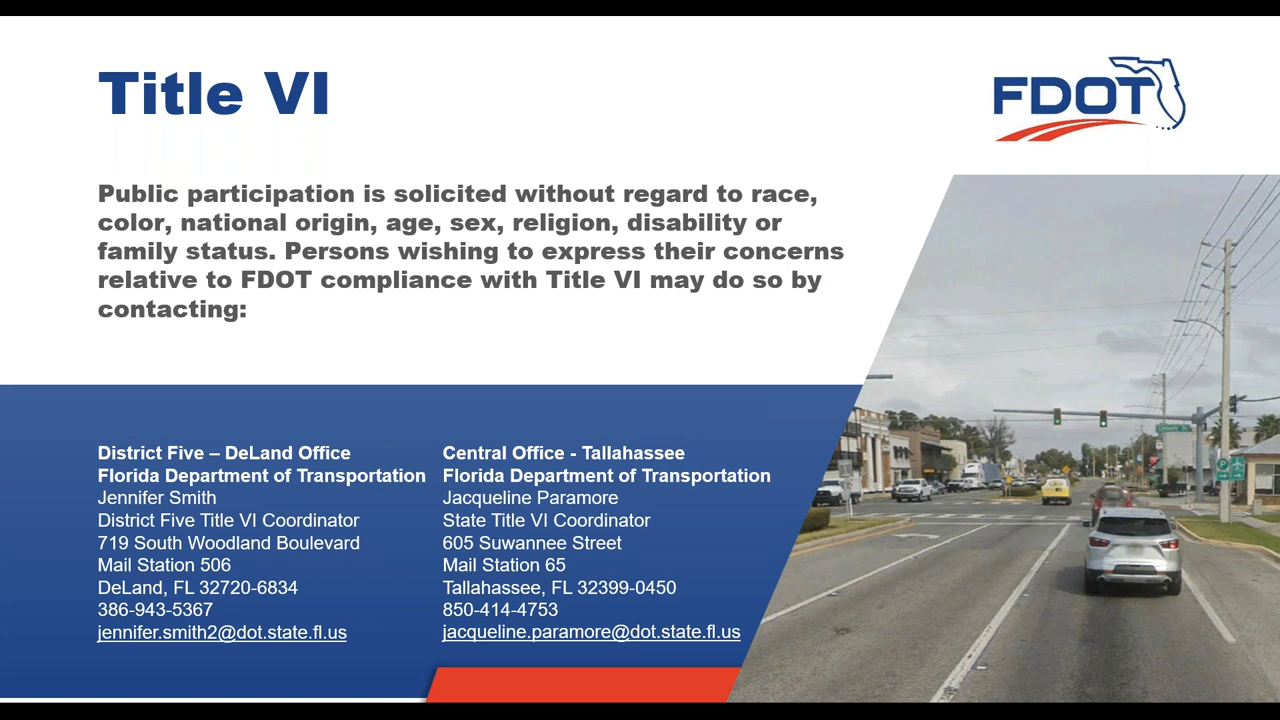 Title VI
FDOT
Public participation is solicited without regard to race,
color, national origin, age, sex, religion, disability or
family status. Persons wishing to express their concerns
relative to FDOT compliance with Title VI may do so by
contacting:
District Five – DeLand Office
Florida Department of Transportation
Jennifer Smith
District Five Title VI Coordinator
719 South Woodland Boulevard
Mail Station 506
DeLand, FL 32720-6834
386-943-5367
jennifer.smith2@dot.state.fl.us
Central Office - Tallahassee
Florida Department of Transportation
Jacqueline Paramore
State Title VI Coordinator
605 Suwannee Street
Mail Station 65
Tallahassee, FL 32399-0450
850-414-4753
jacqueline.paramore@dot.state.fl.us
P